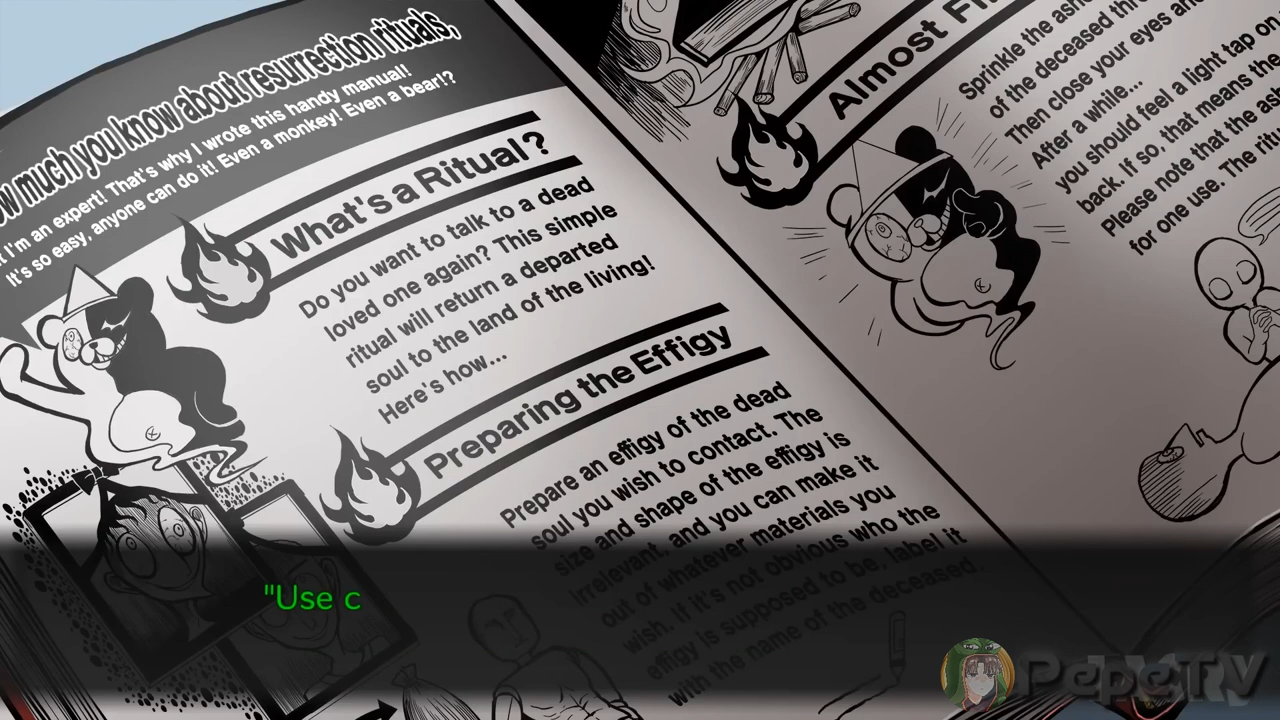 ow much you know about resurrection rituals,
t I'm an expert! That's why I wrote this handy manual!
It's so easy, anyone can do it! Even a monkey! Even a bear!?
What's a Ritual?
Do you want to talk to a dead
loved one again? This simple
ritual will return a departed
soul to the land of the living!
Here's how...
Preparing the Effigy
Prepare an effigy of the dead
soul you wish to contact. The
size and shape of the effigy is
irrelevant, and you can make it
out of whatever materials you
wish. If it's not obvious who the
effigy is supposed to be, label it
with the name of the deceased.
Almost Fi
Sprinkle the ashe
of the deceased thr
Then close your eyes and
After a while...
you should feel a light tap on
back. If so, that means the
Please note that the ash
for one use. The ritu
"Use c
PepeTV